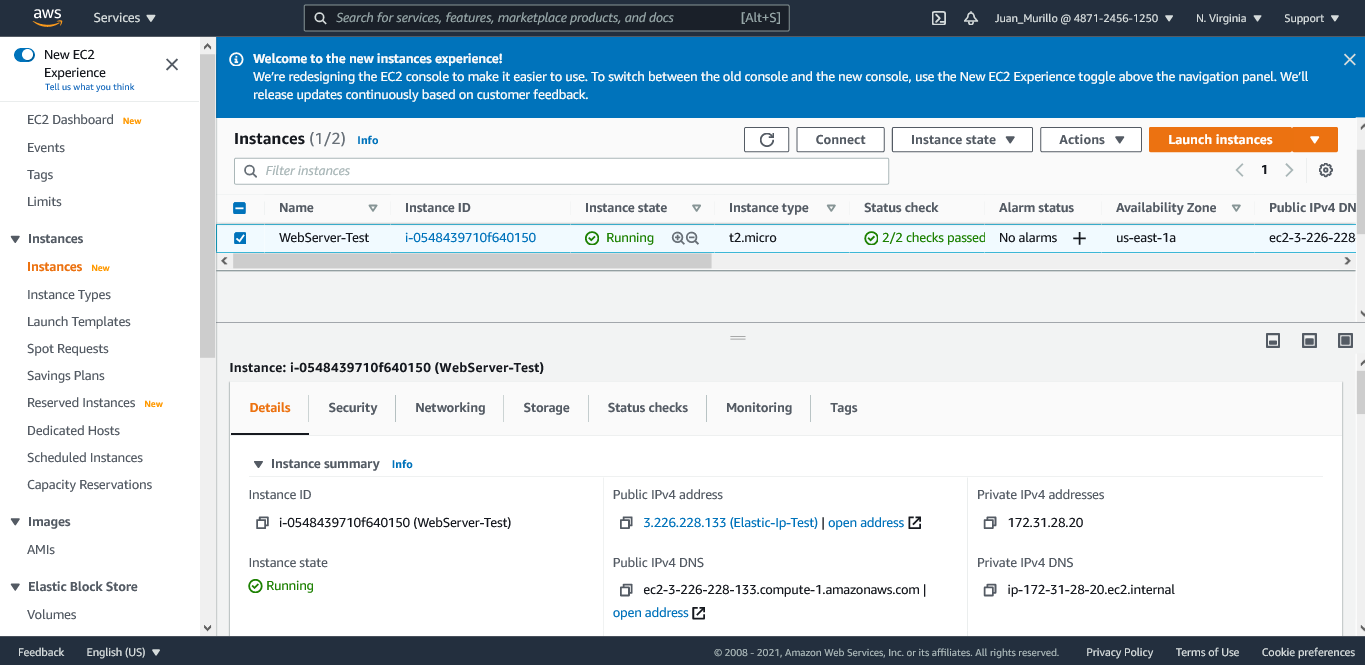 aws
Services
Search for services, features, marketplace products, and docs
[Alt+S]
Juan_Murillo @ 4871-2456-1250
N. Virginia
Support
New EC2
Experience
Tell us what you think
EC2 Dashboard New
Events
Tags
Limits
Instances
Instances New
Instance Types
Launch Templates
Spot Requests
Savings Plans
Reserved Instances New
Dedicated Hosts
Scheduled Instances
Capacity Reservations
Images
AMIs
Elastic Block Store
Volumes
Welcome to the new instances experience!
We're redesigning the EC2 console to make it easier to use. To switch between the old console and the new console, use the New EC2 Experience toggle above the navigation panel. We'll
release updates continuously based on customer feedback.
Instances (1/2) Info
Connect
Instance state
Actions
Launch instances
Filter instances
1
Name Instance ID Instance state Instance type Status check Alarm status Availability Zone Public IPv4 DN
WebServer-Test i-0548439710f640150 Running t2.micro 2/2 checks passed No alarms us-east-1a ec2-3-226-228
Instance: i-0548439710f640150 (WebServer-Test)
Details Security Networking Storage Status checks Monitoring Tags
Instance summary Info
Instance ID
i-0548439710f640150 (WebServer-Test)
Public IPv4 address
3.226.228.133 (Elastic-Ip-Test) | open address
Private IPv4 addresses
172.31.28.20
Instance state
Running
Public IPv4 DNS
ec2-3-226-228-133.compute-1.amazonaws.com |
open address
Private IPv4 DNS
ip-172-31-28-20.ec2.internal
Feedback
English (US)
© 2008 - 2021, Amazon Web Services, Inc. or its affiliates. All rights reserved.
Privacy Policy
Terms of Use
Cookie preferences